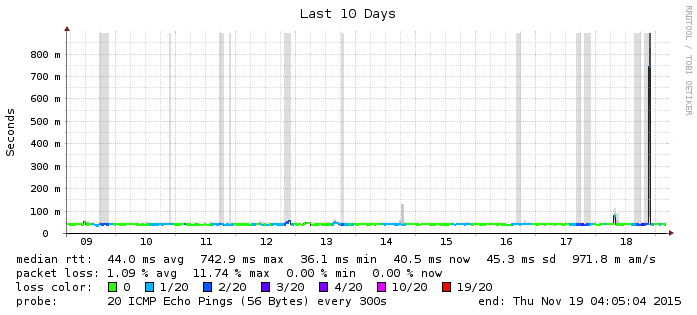 Last 10 Days
RRDTOOL / TOBI OETIKER
Seconds
800 m
700 m
600 m
500 m
400 m
300 m
200 m
100 m
0
09 10 11 12 13 14 15 16 17 18
median rtt: 44.0 ms avg 742.9 ms max 36.1 ms min 40.5 ms now 45.3 ms sd 971.8 m am/s
packet loss: 1.09 % avg 11.74 % max 0.00 % min 0.00 % now
loss color: 0 1/20 2/20 3/20 4/20 10/20 19/20
probe: 20 ICMP Echo Pings (56 Bytes) every 300s end: Thu Nov 19 04:05:04 2015